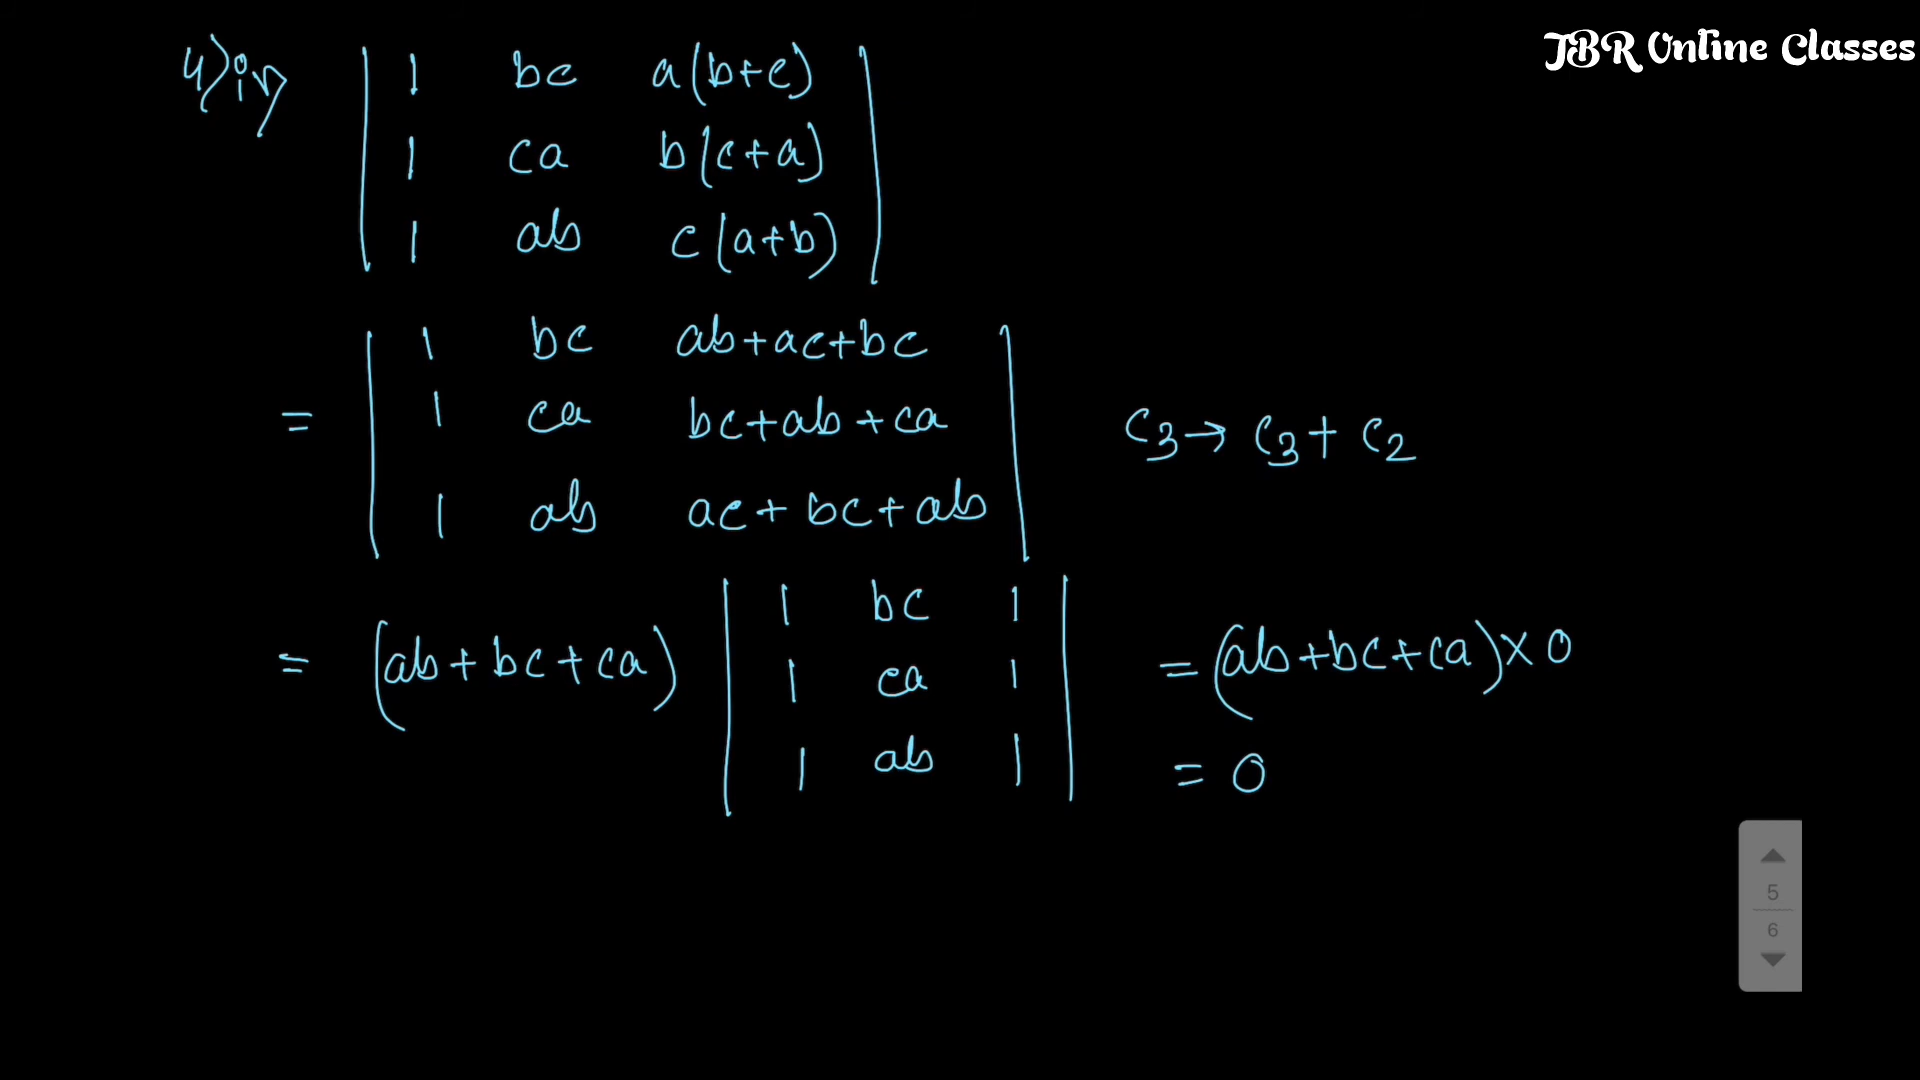 JBR Online Classes
4) iv) | 1 bc a(b+c) |
| 1 ca b(c+a) |
| 1 ab c(a+b) |
| 1 bc ab+ac+bc |
= | 1 ca bc+ab+ca | C3→ C3+ C2
| 1 ab ac+bc+ab |
| 1 bc 1 |
= (ab+bc+ca) | 1 ca 1 | = (ab+bc+ca)×0
| 1 ab 1 | = 0
5
6